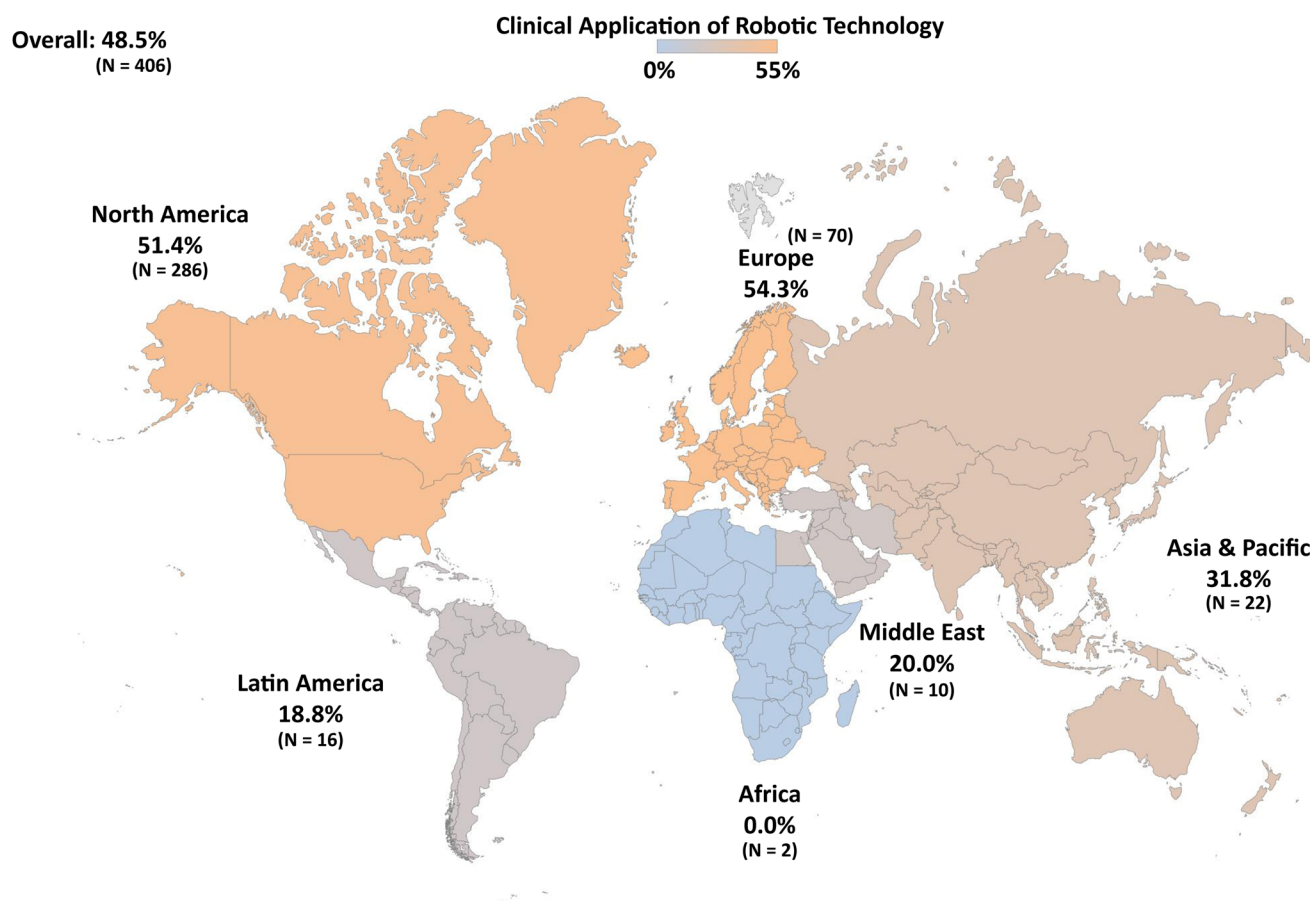 Clinical Application of Robotic Technology
0%
55%
Overall: 48.5%
(N = 406)
North America
51.4%
(N = 286)
(N = 70)
Europe
54.3%
Asia & Pacific
31.8%
(N = 22)
Middle East
20.0%
(N = 10)
Latin America
18.8%
(N = 16)
Africa
0.0%
(N = 2)